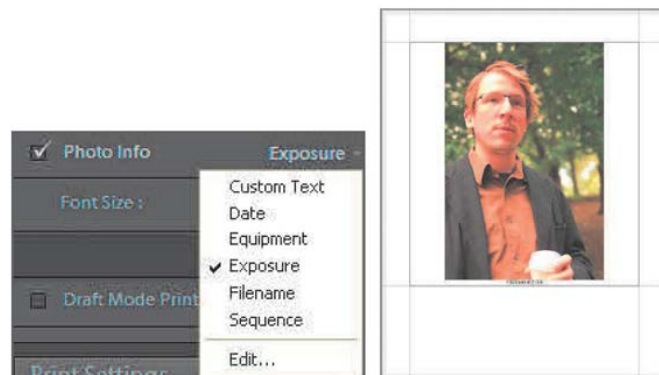 Photo Info Exposure
Custom Text
Font Size :
Date
Equipment
Exposure
Draft Mode Print
Filename
Sequence
Print Settings
Edit...